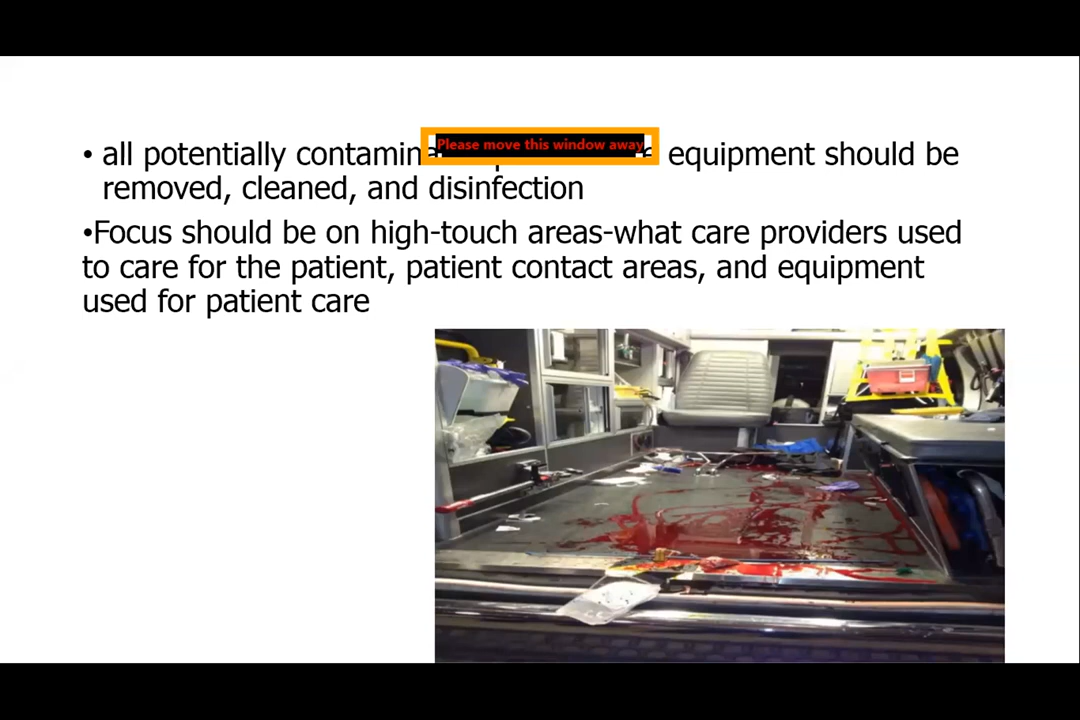 • all potentially contamin equipment should be
Please move this window away
removed, cleaned, and disinfection
•Focus should be on high-touch areas-what care providers used
to care for the patient, patient contact areas, and equipment
used for patient care